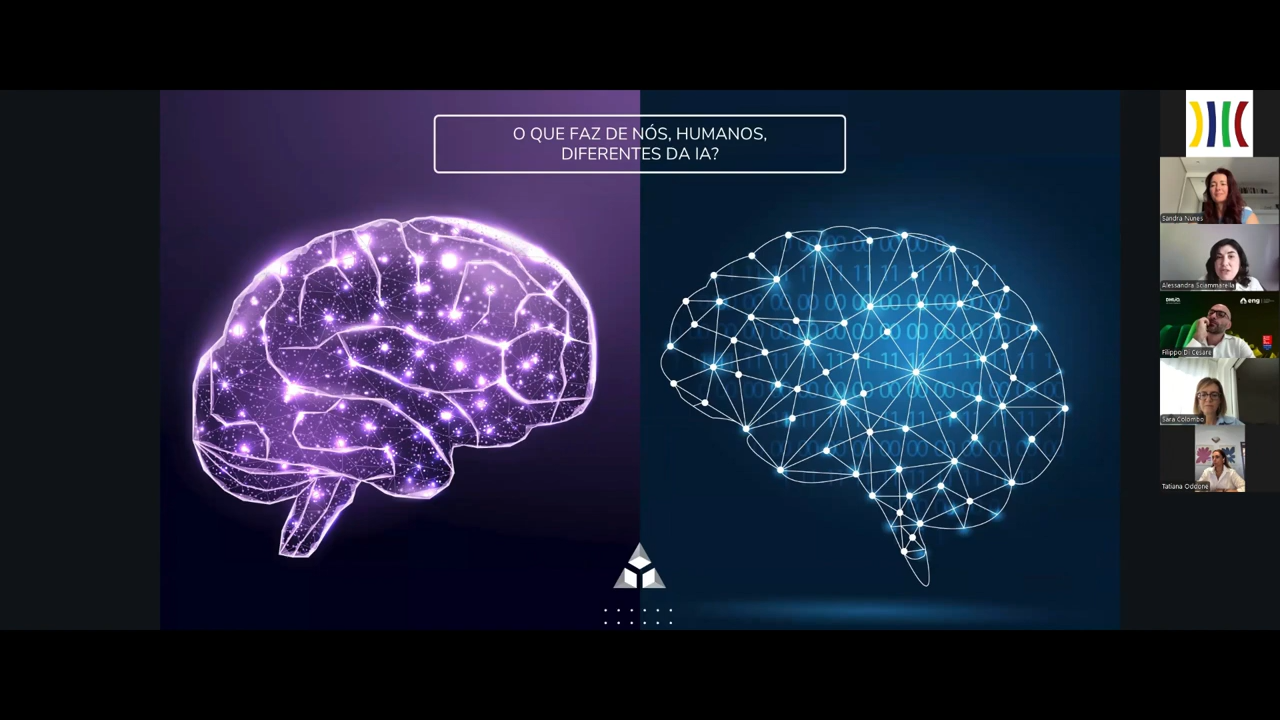 O QUE FAZ DE NÓS, HUMANOS,
DIFERENTES DA IA?
Sandra Nunes
Alessandra Sciammarella
eng
Filippo Di Cesare
Sara Colombo
Tatiana Oddone